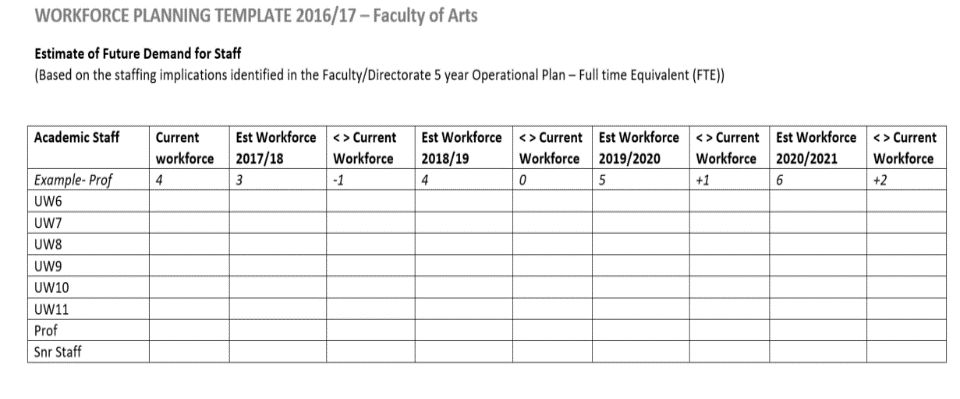 WORKFORCE PLANNING TEMPLATE 2016/17 – Faculty of Arts
Estimate of Future Demand for Staff
(Based on the staffing implications identified in the Faculty/Directorate 5 year Operational Plan – Full time Equivalent (FTE))
Academic Staff Current Est Workforce < > Current Est Workforce < > Current Est Workforce < > Current Est Workforce < > Current
workforce 2017/18 Workforce 2018/19 Workforce 2019/2020 Workforce 2020/2021 Workforce
Example- Prof 4 3 -1 4 0 5 +1 6 +2
UW6
UW7
UW8
UW9
UW10
UW11
Prof
Snr Staff